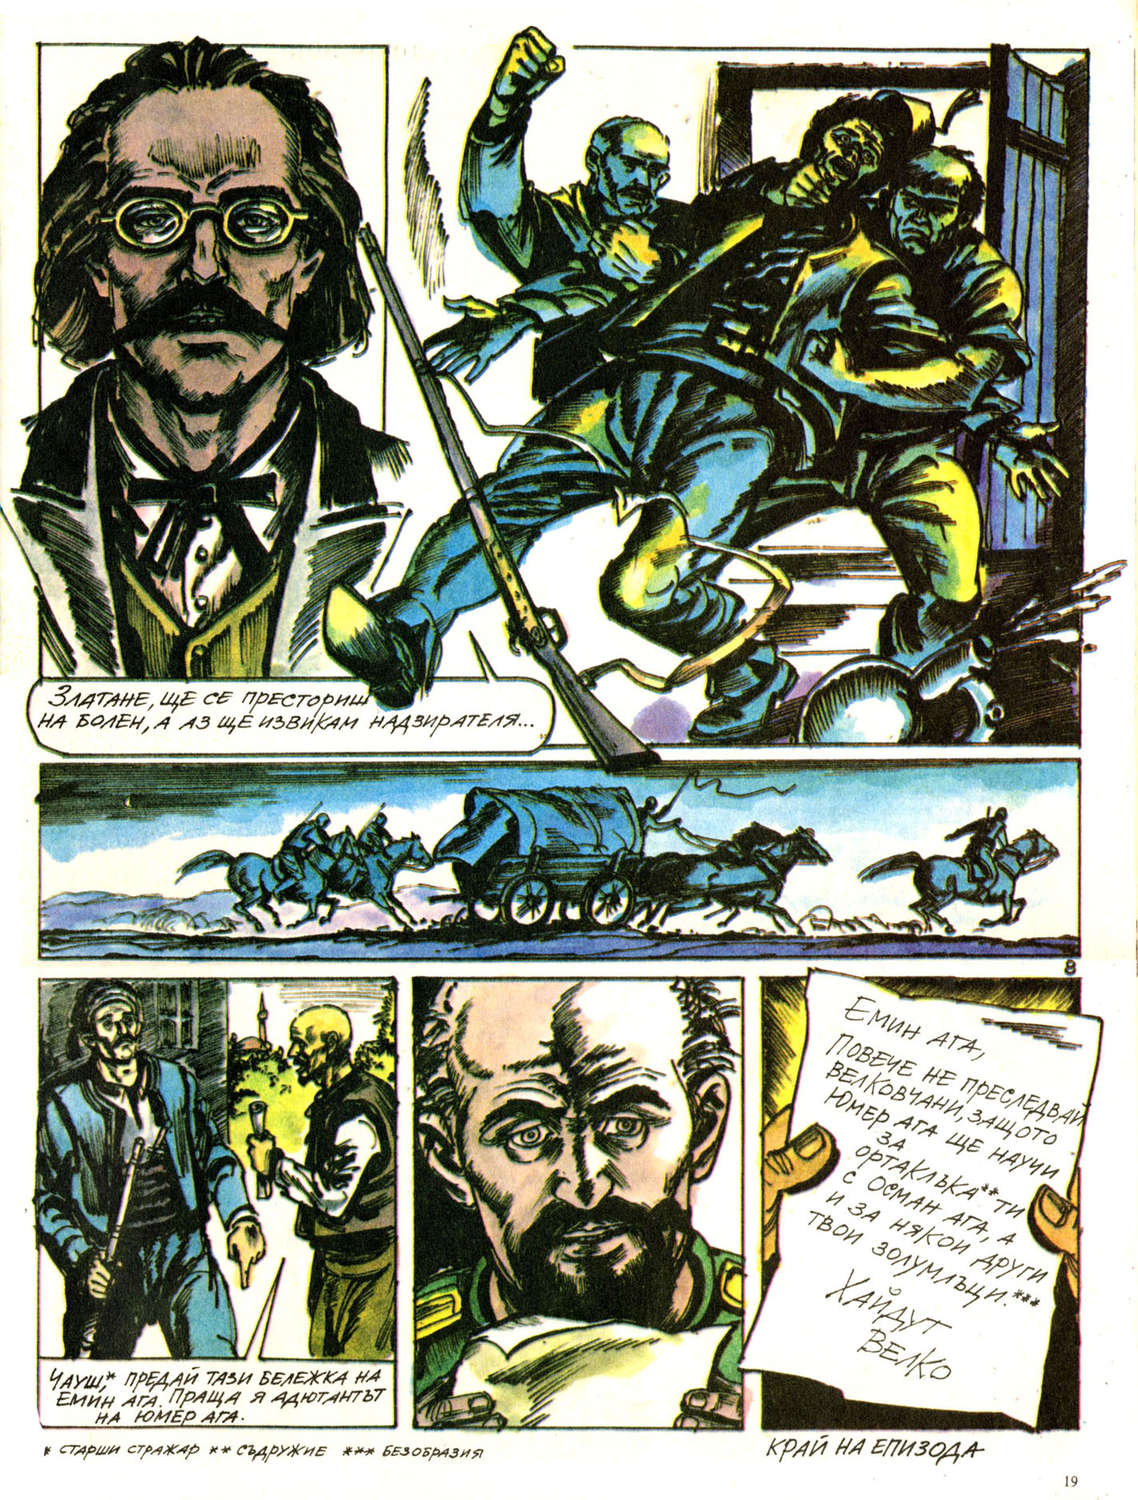 Златане, ще се престориш
на болен, а аз ще извикам надзирателя...
8
Чауш,* предай тази бележка на
Емин ага. Праща я адютантът
на Юмер ага.
Емин ага,
повече не преследвай
велковчани, защото
Юмер ага ще научи
за
ортаклъка** ти
с Осман ага, а
и за някои други
твои золумлъци.***
Хайдут
Велко
* старши стражар ** съдружие *** безобразия
Край на епизода
19